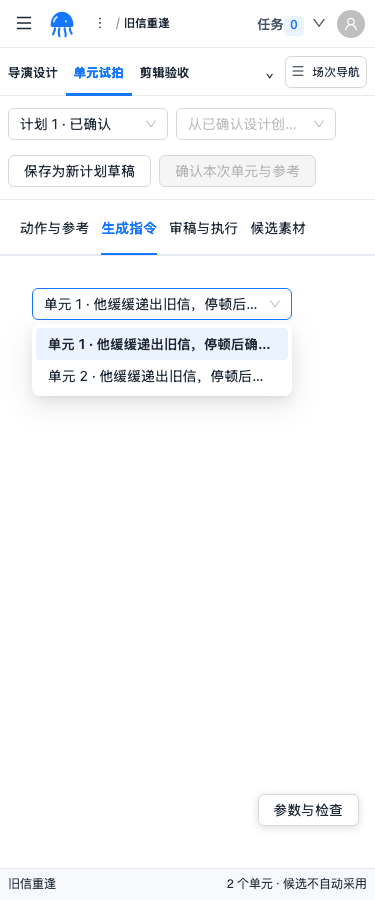 / 旧信重逢
任务 0
导演设计 单元试拍 剪辑验收
场次导航
计划 1 · 已确认
从已确认设计创...
保存为新计划草稿
确认本次单元与参考
动作与参考 生成指令 审稿与执行 候选素材
单元 1 · 他缓缓递出旧信，停顿后...
单元 1 · 他缓缓递出旧信，停顿后确...
单元 2 · 他缓缓递出旧信，停顿后...
参数与检查
旧信重逢
2 个单元 · 候选不自动采用